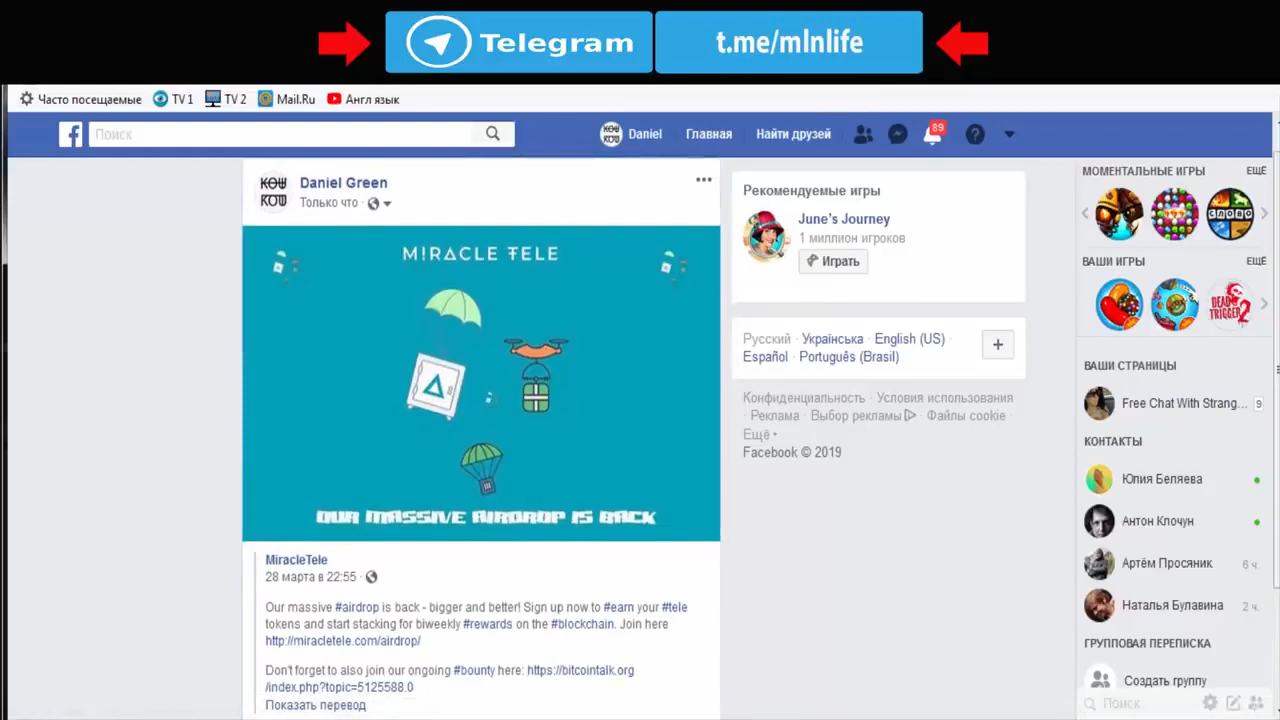 Telegram
t.me/mlnlife
Часто посещаемые TV 1 TV 2 Mail.Ru Англ язык
Поиск
Daniel Главная Найти друзей 89
Daniel Green
Только что
MIRACLE TELE
OUR MASSIVE AIRDROP IS BACK
MiracleTele
28 марта в 22:55
Our massive #airdrop is back - bigger and better! Sign up now to #earn your #tele
tokens and start stacking for biweekly #rewards on the #blockchain. Join here
http://miracletele.com/airdrop/
Don't forget to also join our ongoing #bounty here: https://bitcointalk.org
/index.php?topic=5125588.0
Показать перевод
Рекомендуемые игры
June's Journey
1 миллион игроков
Играть
Русский · Українська · English (US) ·
Español · Português (Brasil)
Конфиденциальность · Условия использования
· Реклама · Выбор рекламы · Файлы cookie ·
Ещё
Facebook © 2019
МОМЕНТАЛЬНЫЕ ИГРЫ ЕЩЁ
СЛОВО
ВАШИ ИГРЫ ЕЩЁ
DEAD
TRIGGER 2
ВАШИ СТРАНИЦЫ
Free Chat With Strang... 9
КОНТАКТЫ
Юлия Беляева
Антон Клочун
Артём Просяник 6 ч.
Наталья Булавина 2 ч.
ГРУППОВАЯ ПЕРЕПИСКА
Создать группу
Поиск